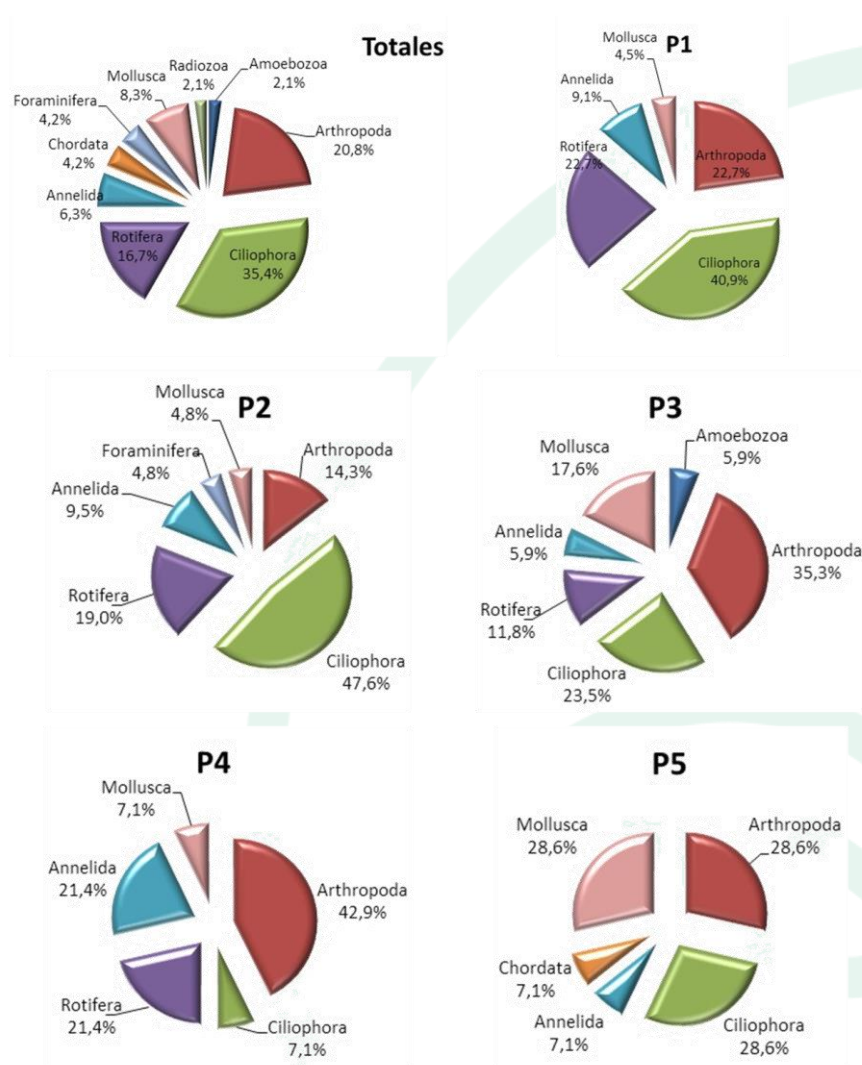 Totales
Radiozoa
2,1%
Amoebozoa
2,1%
Mollusca
8,3%
Foraminifera
4,2%
Chordata
4,2%
Annelida
6,3%
Rotifera
16,7%
Arthropoda
20,8%
Ciliophora
35,4%
P1
Mollusca
4,5%
Annelida
9,1%
Rotifera
22,7%
Arthropoda
22,7%
Ciliophora
40,9%
P2
Mollusca
4,8%
Foraminifera
4,8%
Annelida
9,5%
Rotifera
19,0%
Arthropoda
14,3%
Ciliophora
47,6%
P3
Mollusca
17,6%
Amoebozoa
5,9%
Annelida
5,9%
Rotifera
11,8%
Arthropoda
35,3%
Ciliophora
23,5%
P4
Mollusca
7,1%
Annelida
21,4%
Rotifera
21,4%
Arthropoda
42,9%
Ciliophora
7,1%
P5
Mollusca
28,6%
Arthropoda
28,6%
Chordata
7,1%
Annelida
7,1%
Ciliophora
28,6%